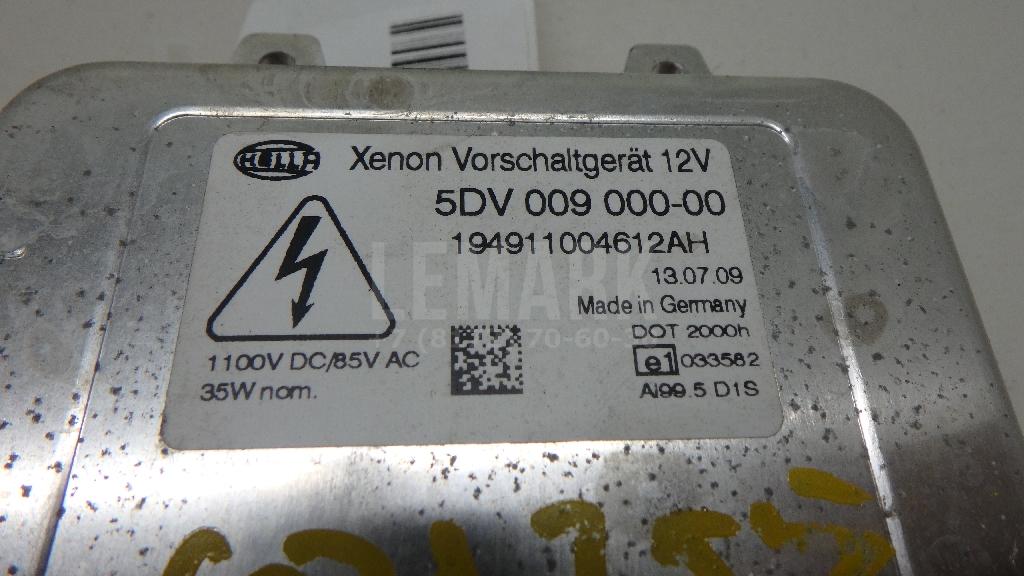 HELLA Xenon Vorschaltgerät 12V
5DV 009 000-00
194911004612AH
13.07.09
Made in Germany
DOT 2000h
e1 033582
Al99.5 D1S
1100V DC/85V AC
35W nom.
LEMARK